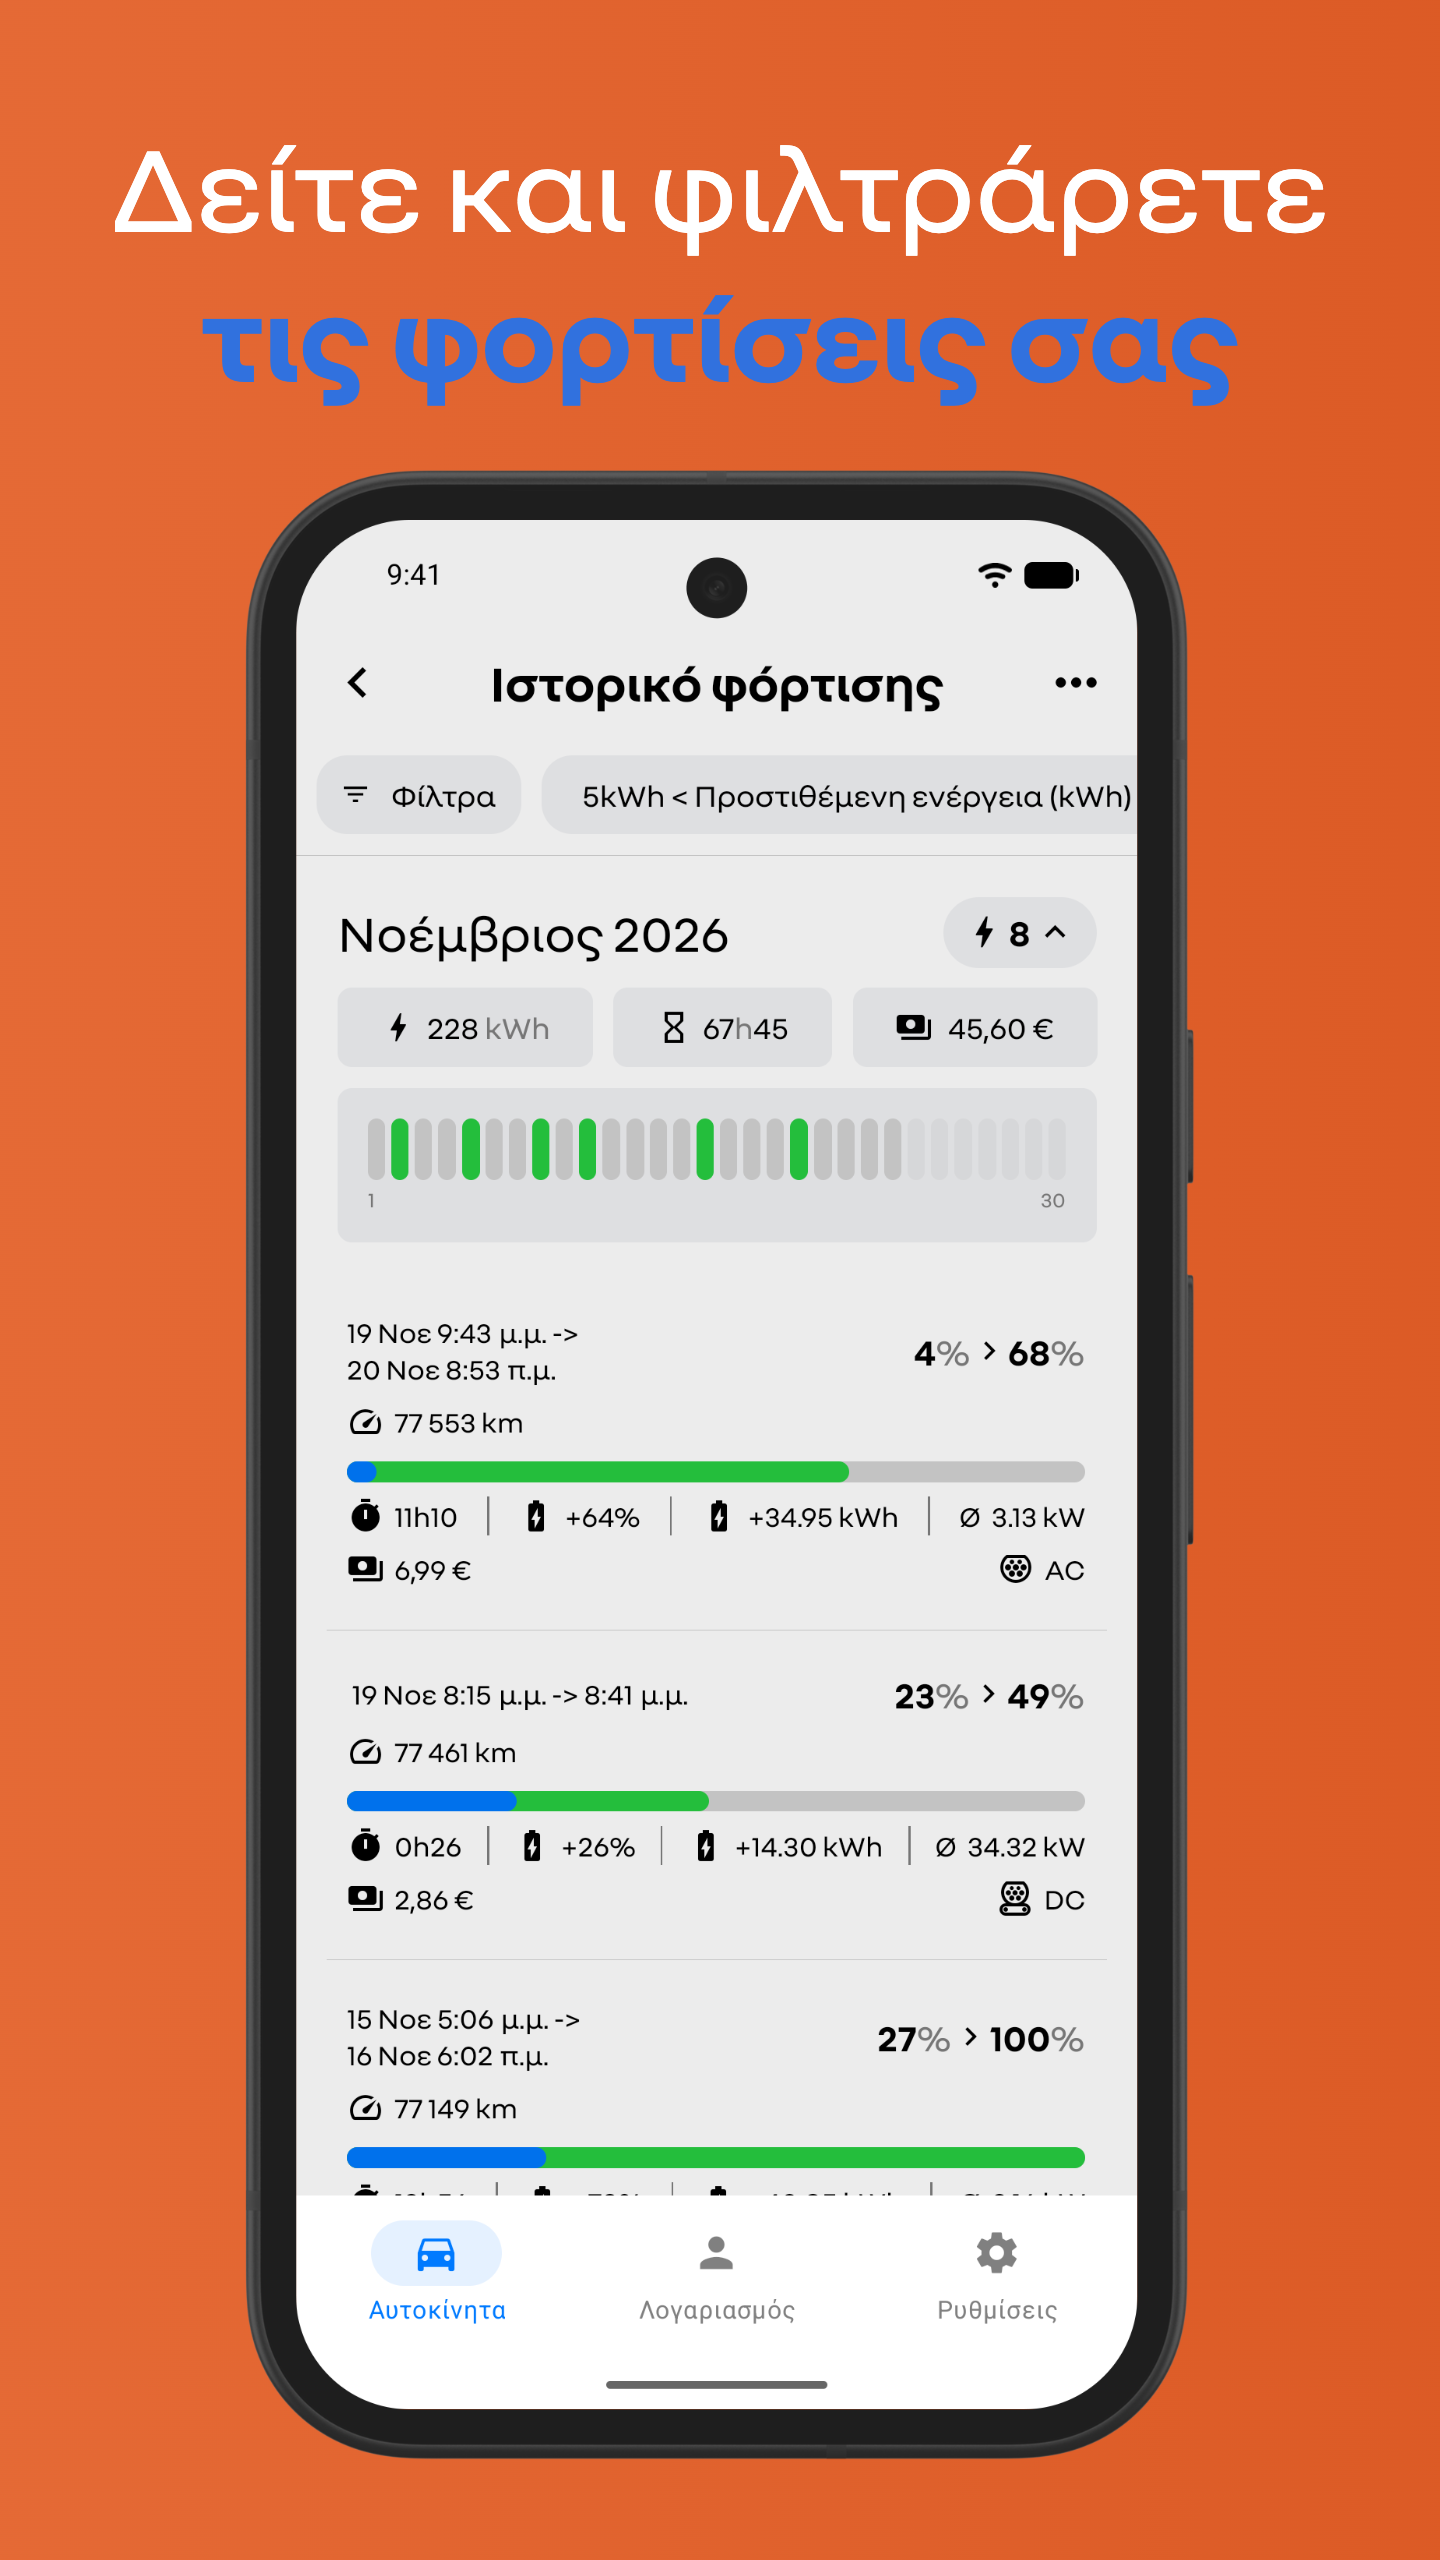 Δείτε και φιλτράρετε
τις φορτίσεις σας
9:41
Ιστορικό φόρτισης
Φίλτρα
5kWh < Προστιθέμενη ενέργεια (kWh)
Νοέμβριος 2026
8
228 kWh
67h45
45,60 €
1
30
19 Νοε 9:43 μ.μ. ->
20 Νοε 8:53 π.μ.
4% > 68%
77 553 km
11h10
+64%
+34.95 kWh
Ø 3.13 kW
6,99 €
AC
19 Νοε 8:15 μ.μ. -> 8:41 μ.μ.
23% > 49%
77 461 km
0h26
+26%
+14.30 kWh
Ø 34.32 kW
2,86 €
DC
15 Νοε 5:06 μ.μ. ->
16 Νοε 6:02 π.μ.
27% > 100%
77 149 km
Αυτοκίνητα
Λογαριασμός
Ρυθμίσεις